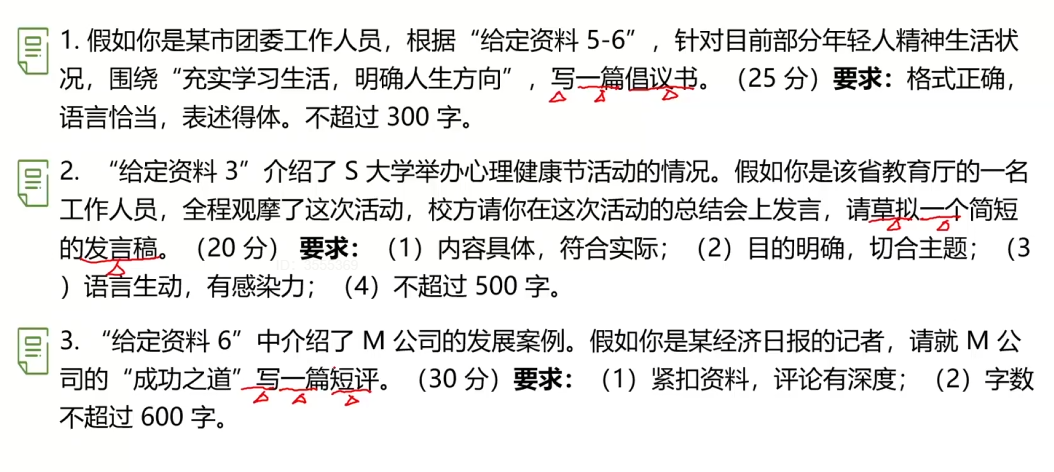 1. 假如你是某市团委工作人员，根据“给定资料 5-6”，针对目前部分年轻人精神生活状
况，围绕“充实学习生活，明确人生方向”，写一篇倡议书。（25 分）要求：格式正确，
语言恰当，表述得体。不超过 300 字。
2. “给定资料 3”介绍了 S 大学举办心理健康节活动的情况。假如你是该省教育厅的一名
工作人员，全程观摩了这次活动，校方请你在这次活动的总结会上发言，请草拟一个简短
的发言稿。（20 分） 要求：（1）内容具体，符合实际；（2）目的明确，切合主题；（3
）语言生动，有感染力；（4）不超过 500 字。
3. “给定资料 6”中介绍了 M 公司的发展案例。假如你是某经济日报的记者，请就 M 公
司的“成功之道”写一篇短评。（30 分）要求：（1）紧扣资料，评论有深度；（2）字数
不超过 600 字。